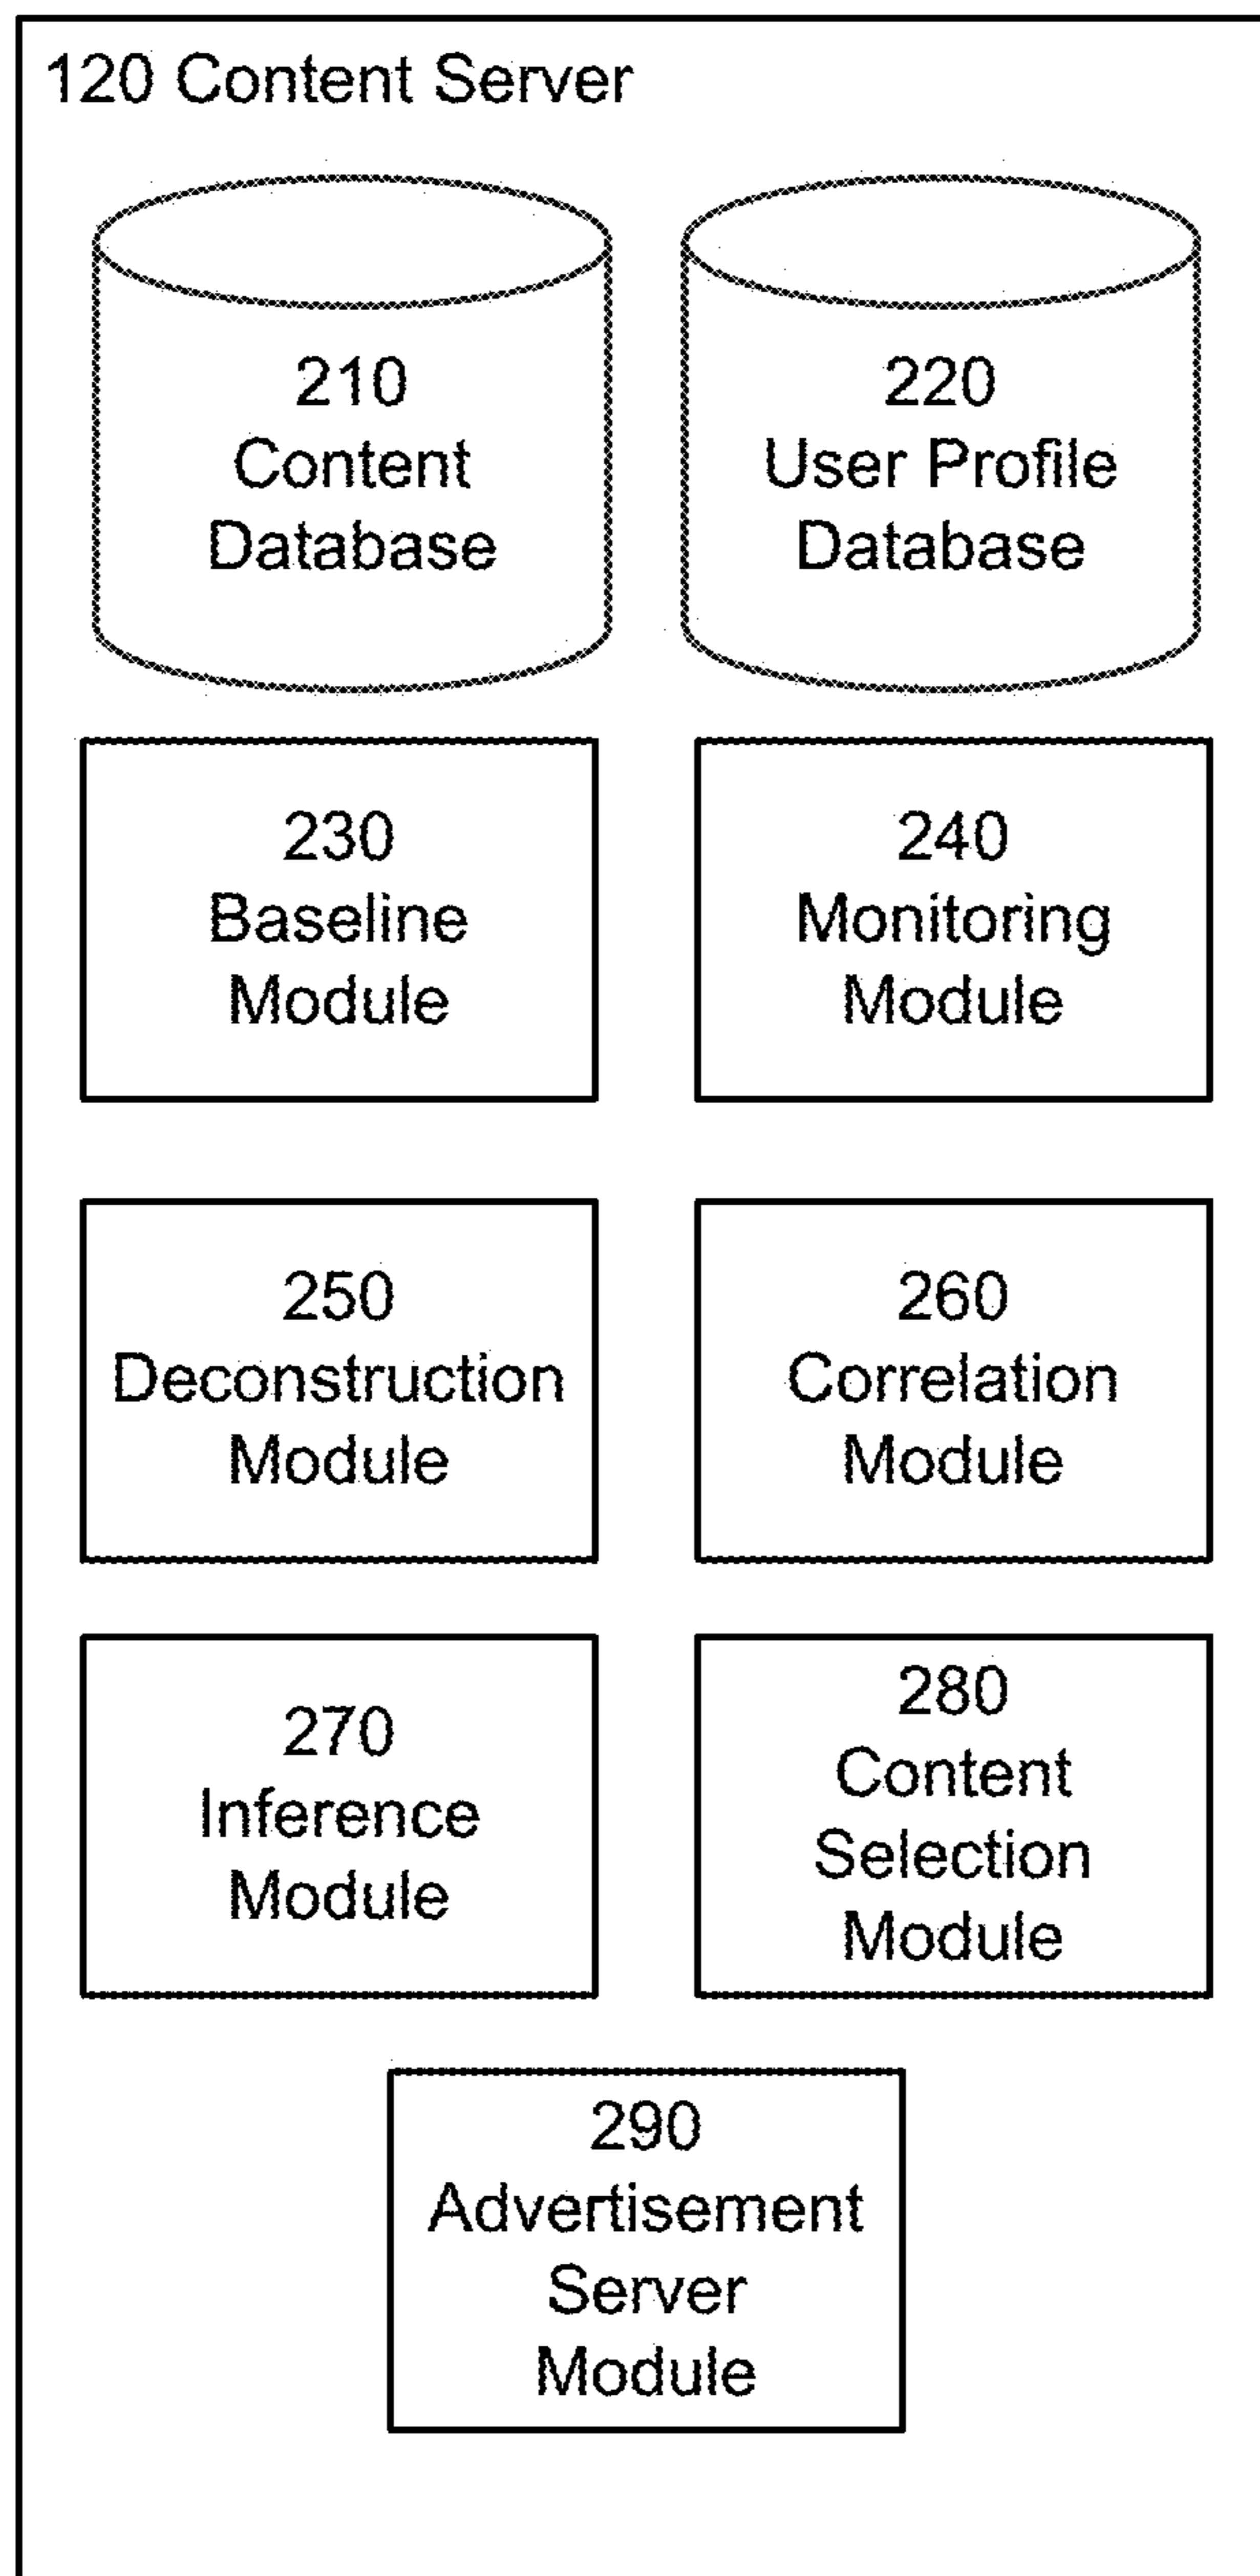 120 Content Server
210
Content
Database
220
User Profile
Database
230
Baseline
Module
240
Monitoring
Module
250
Deconstruction
Module
260
Correlation
Module
270
Inference
Module
280
Content
Selection
Module
290
Advertisement
Server
Module